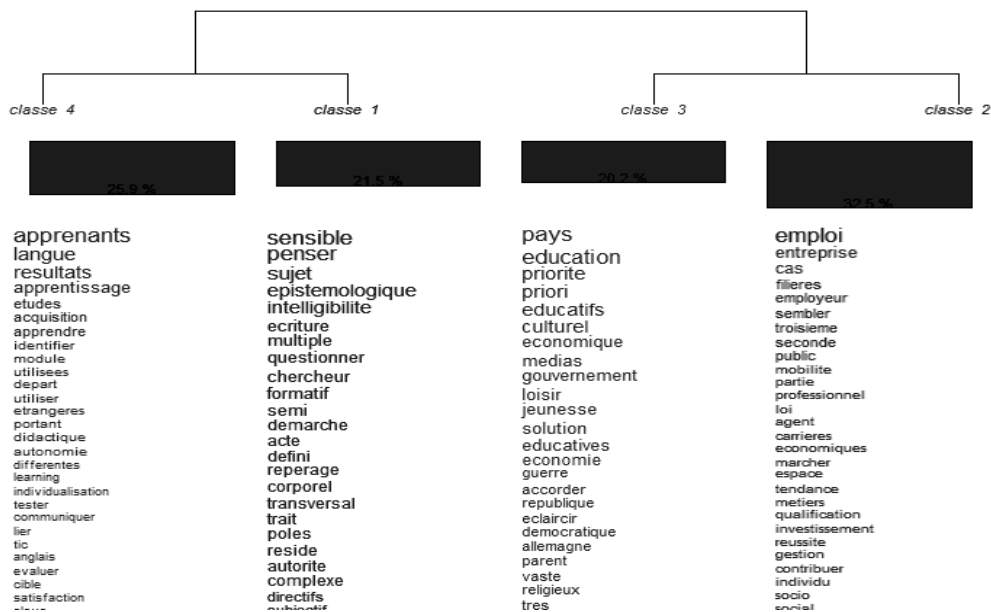 classe 4
classe 1
classe 3
classe 2
25.9 %
21.5 %
20.2 %
32.5 %
apprenants
langue
resultats
apprentissage
etudes
acquisition
apprendre
identifier
module
utilisees
depart
utiliser
etrangeres
portant
didactique
autonomie
differentes
learning
individualisation
tester
communiquer
lier
tic
anglais
evaluer
cible
satisfaction
sensible
penser
sujet
epistemologique
intelligibilite
ecriture
multiple
questionner
chercheur
formatif
semi
demarche
acte
defini
reperage
corporel
transversal
trait
poles
reside
autorite
complexe
directifs
subjectif
pays
education
priorite
priori
educatifs
culturel
economique
medias
gouvernement
loisir
jeunesse
solution
educatives
economie
guerre
accorder
republique
eclaircir
democratique
allemagne
parent
vaste
religieux
tres
emploi
entreprise
cas
filieres
employeur
sembler
troisieme
seconde
public
mobilite
partie
professionnel
loi
agent
carrieres
economiques
marcher
espace
tendance
metiers
qualification
investissement
reussite
gestion
contribuer
individu
socio
social